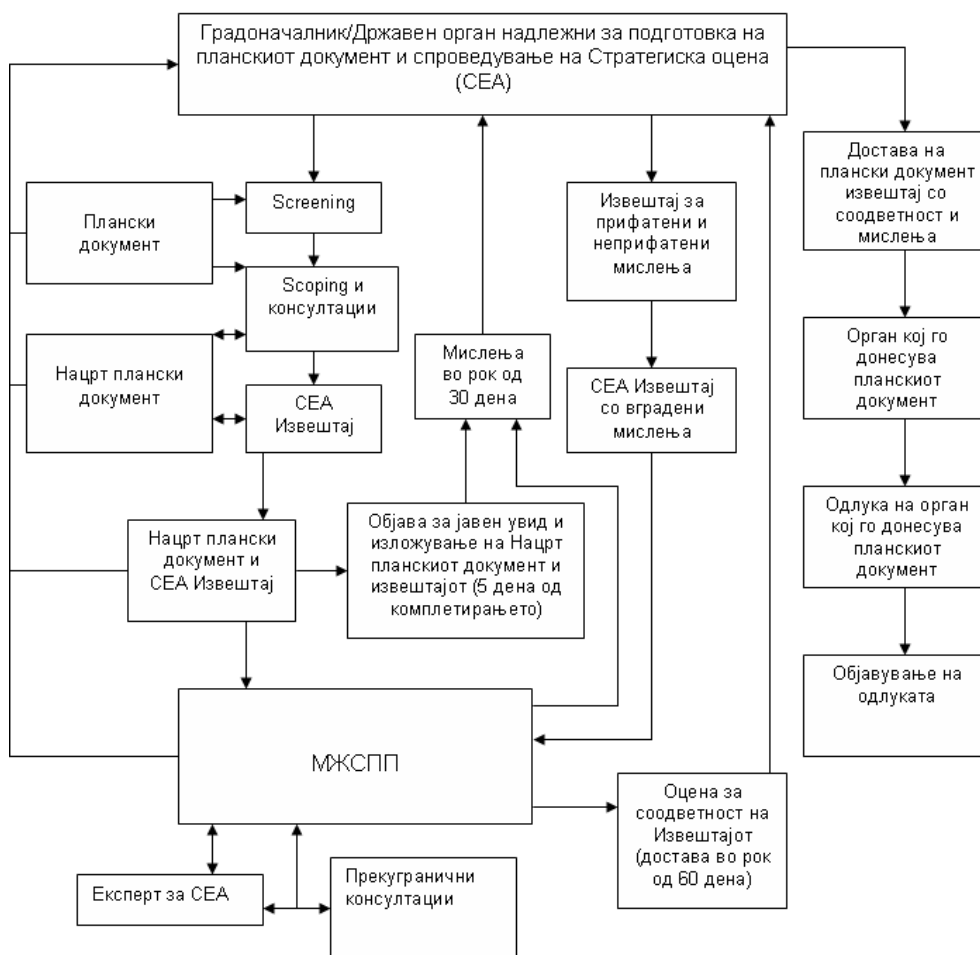 Градоначалник/Државен орган надлежни за подготовка на
планскиот документ и спроведување на Стратегиска оцена
(СЕА)
Плански
документ
Screening
Scoping и
консултации
Нацрт плански
документ
СЕА
Извештај
Нацрт плански
документ и
СЕА Извештај
Објава за јавен увид и
изложување на Нацрт
планскиот документ и
извештајот (5 дена од
комплетирањето)
Мислења
во рок од
30 дена
Извештај за
прифатени и
неприфатени
мислења
СЕА Извештај
со вградени
мислења
МЖСПП
Експерт за СЕА
Прекугранични
консултации
Оцена за
соодветност на
Извештајот
(достава во рок
од 60 дена)
Достава на
плански документ
извештај со
соодветност и
мислења
Орган кој го
донесува
планскиот
документ
Одлука на орган
кој го донесува
планскиот
документ
Објавување на
одлуката